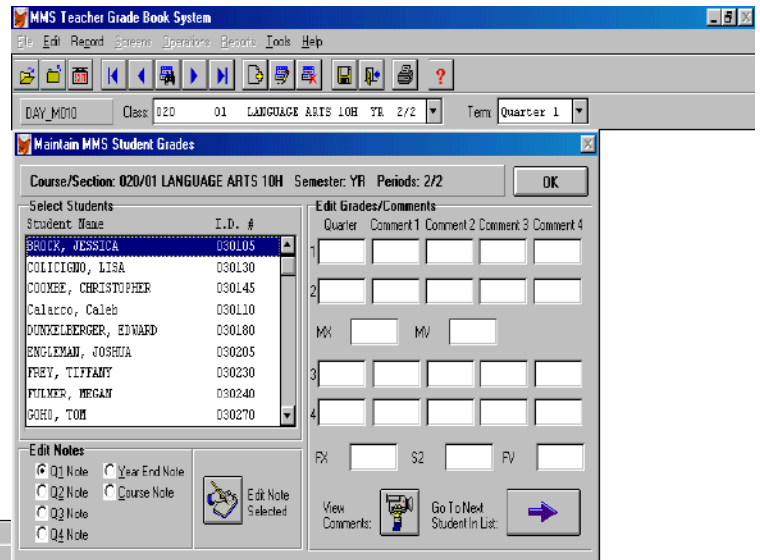 MMS Teacher Grade Book System
File Edit Record Screens Operations Reports Tools Help
DAY_M010 Class: 020 01 LANGUAGE ARTS 10H YR 2/2 Term: Quarter 1
Maintain MMS Student Grades
Course/Section: 020/01 LANGUAGE ARTS 10H Semester: YR Periods: 2/2 OK
Select Students
Student Name I.D. #
BROCK, JESSICA 030105
COLICIGNO, LISA 030130
COOMBE, CHRISTOPHER 030145
Calarco, Caleb 030110
DUNKELBERGER, EDWARD 030180
ENGLEMAN, JOSHUA 030205
FREY, TIFFANY 030230
FULMER, MEGAN 030240
GOHO, TOM 030270
Edit Grades/Comments
Quarter Comment 1 Comment 2 Comment 3 Comment 4
1
2
MX MV
3
4
FX S2 FV
Edit Notes
Q1 Note Year End Note
Q2 Note Course Note
Q3 Note
Q4 Note
Edit Note
Selected
View
Comments:
Go To Next
Student In List: